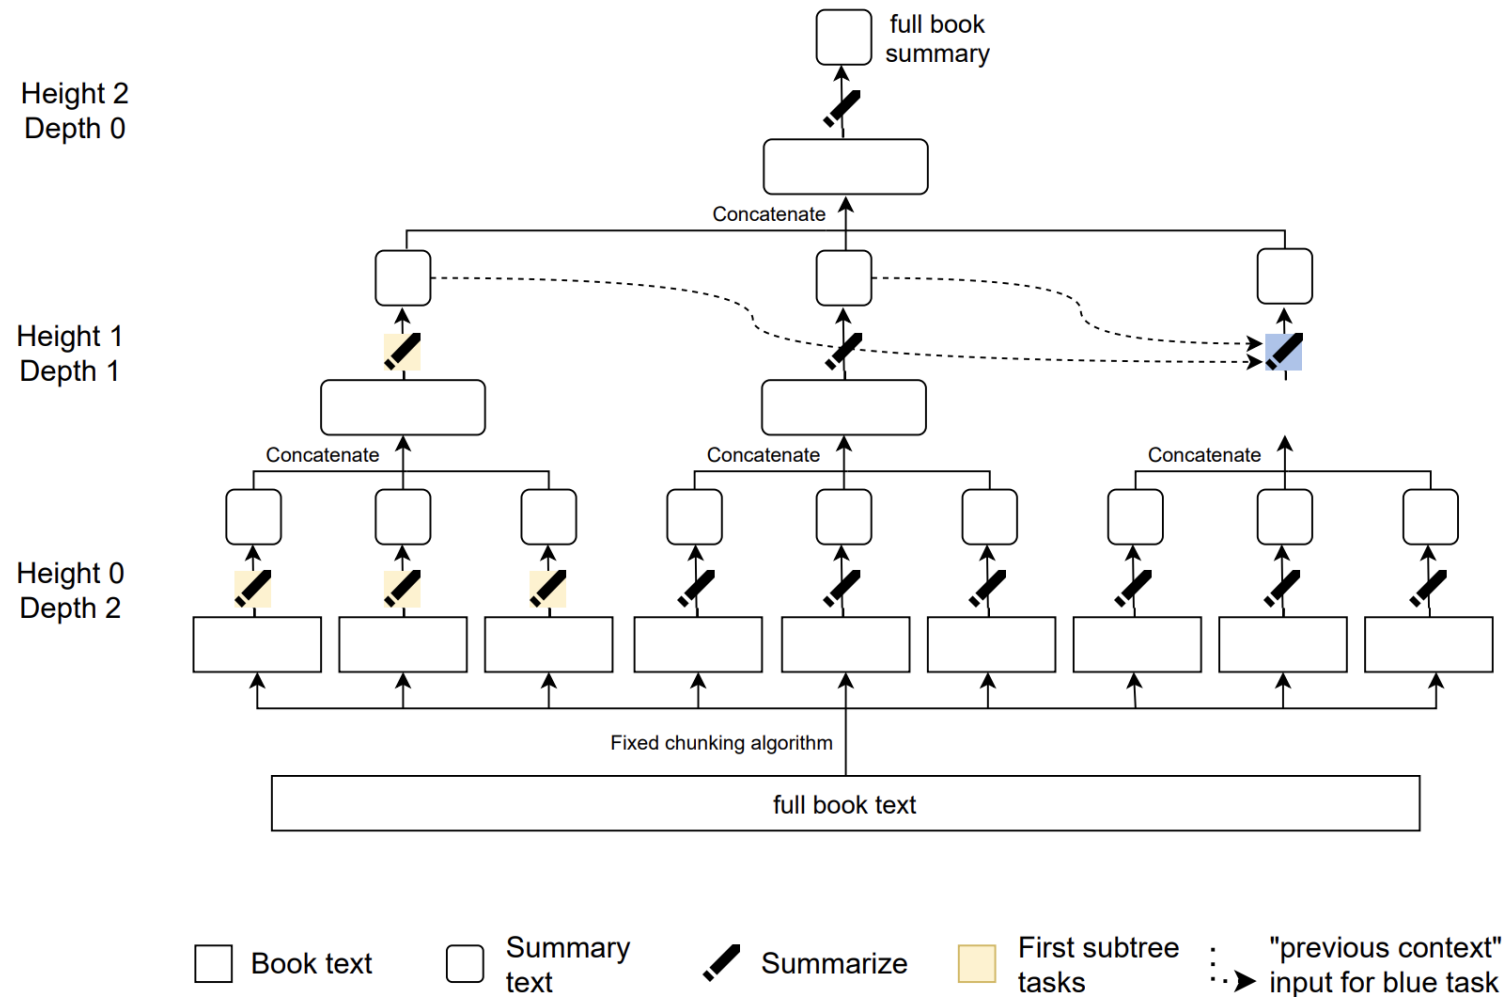 full book
summary
Height 2
Depth 0
Concatenate
Height 1
Depth 1
Concatenate
Concatenate
Concatenate
Height 0
Depth 2
Fixed chunking algorithm
full book text
Book text
Summary
text
Summarize
First subtree
tasks
"previous context"
input for blue task